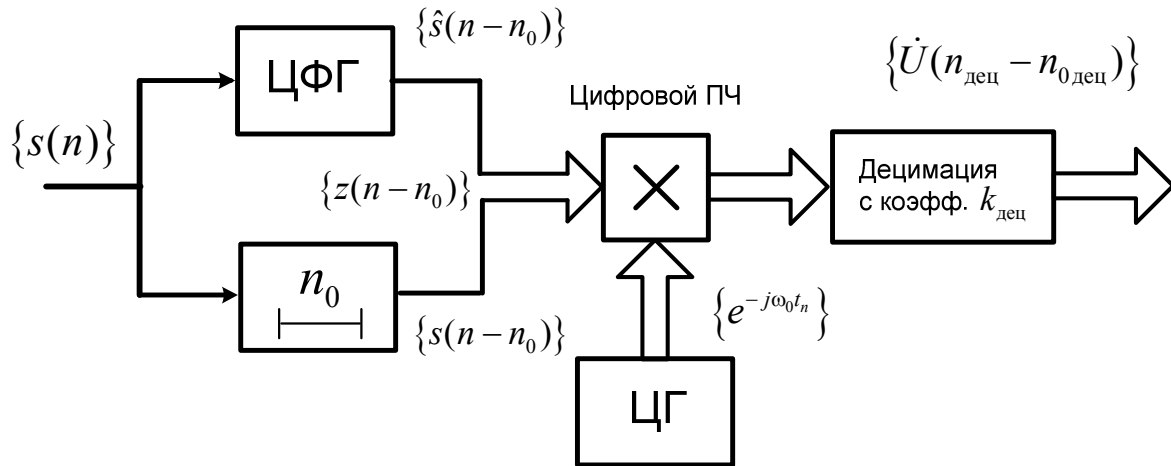 {ŝ(n − n₀)}
{U̇(n_дец − n_0дец)}
ЦФГ
Цифровой ПЧ
{s(n)}
{z(n − n₀)}
×
Децимация
с коэфф. k_дец
n₀
{s(n − n₀)}
{e^{−jω₀tₙ}}
ЦГ